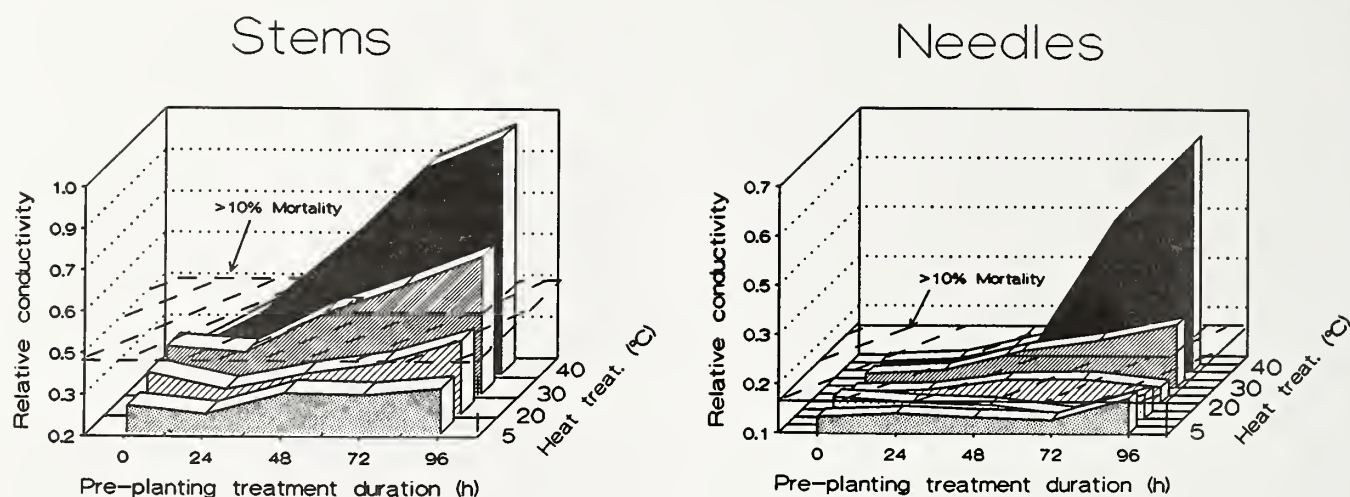 Stems
Relative conductivity
1.0
0.9
0.7
0.6
0.5
0.3
0.2
>10% Mortality
0 24 48 72 96
Pre-planting treatment duration (h)
5
20
30
40
Heat treat. (°C)
Needles
Relative conductivity
0.7
0.6
0.5
0.3
0.2
0.1
>10% Mortality
0 24 48 72 96
Pre-planting treatment duration (h)
5
20
30
40
Heat treat. (°C)